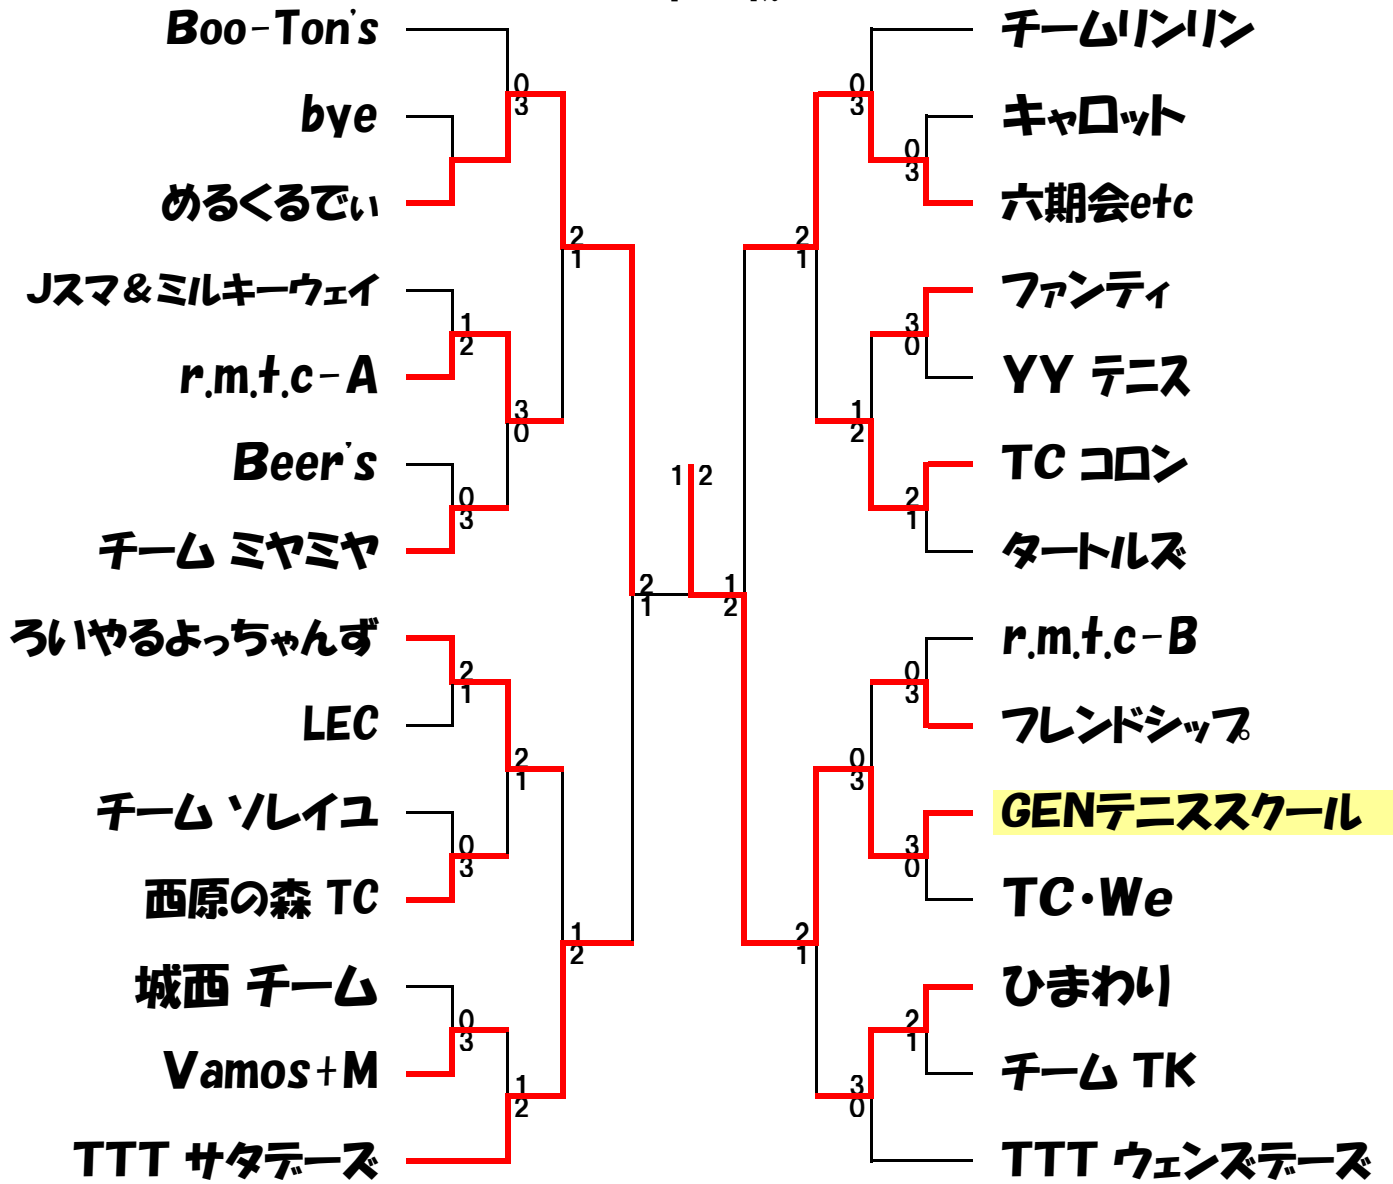 Boo-Ton's
0
3
bye
めるくるでぃ
2
1
Jスマ&ミルキーウェイ
1
2
r.m.t.c-A
3
0
Beer's
0
3
チーム ミヤミヤ
2
1
ろいやるよっちゃんず
2
1
LEC
2
1
チーム ソレイユ
0
3
西原の森 TC
1
2
城西 チーム
0
3
Vamos+M
1
2
TTT サタデーズ
1 2
チームリンリン
0
3
キャロット
0
3
六期会etc
2
1
ファンティ
3
0
YY テニス
1
2
TC コロン
2
1
タートルズ
1
2
r.m.t.c-B
0
3
フレンドシップ
0
3
GENテニススクール
3
0
TC・We
2
1
ひまわり
2
1
チーム TK
3
0
TTT ウェンズデーズ